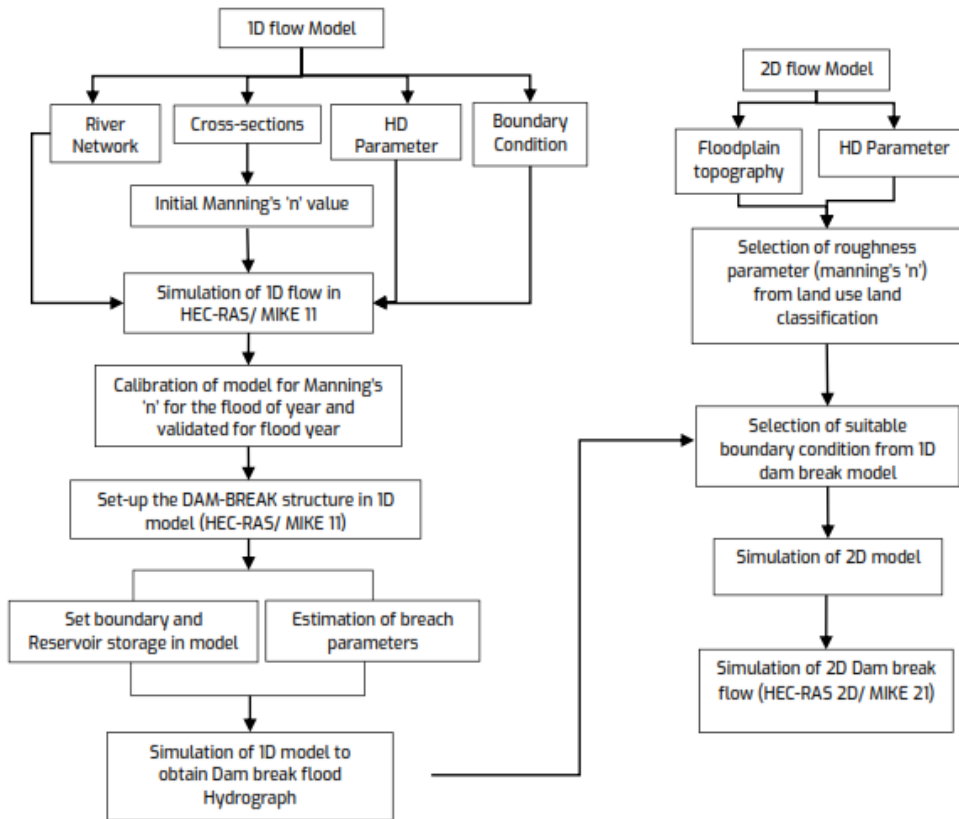 1D flow Model
River
Network
Cross-sections
HD
Parameter
Boundary
Condition
Initial Manning's 'n' value
Simulation of 1D flow in
HEC-RAS/ MIKE 11
Calibration of model for Manning's
'n' for the flood of year and
validated for flood year
Set-up the DAM-BREAK structure in 1D
model (HEC-RAS/ MIKE 11)
Set boundary and
Reservoir storage in model
Estimation of breach
parameters
Simulation of 1D model to
obtain Dam break flood
Hydrograph
2D flow Model
Floodplain
topography
HD Parameter
Selection of roughness
parameter (manning's 'n')
from land use land
classification
Selection of suitable
boundary condition from 1D
dam break model
Simulation of 2D model
Simulation of 2D Dam break
flow (HEC-RAS 2D/ MIKE 21)